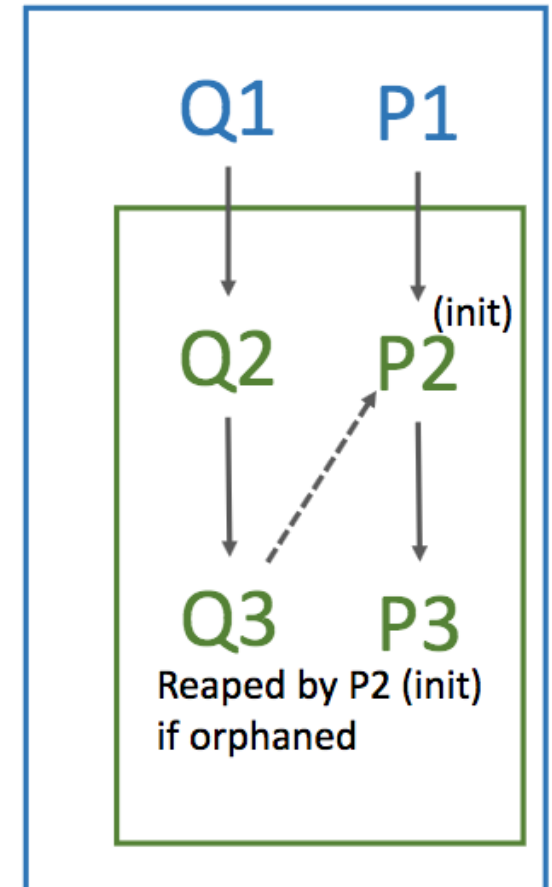 Q1 P1
(init)
Q2 P2
Q3 P3
Reaped by P2 (init)
if orphaned